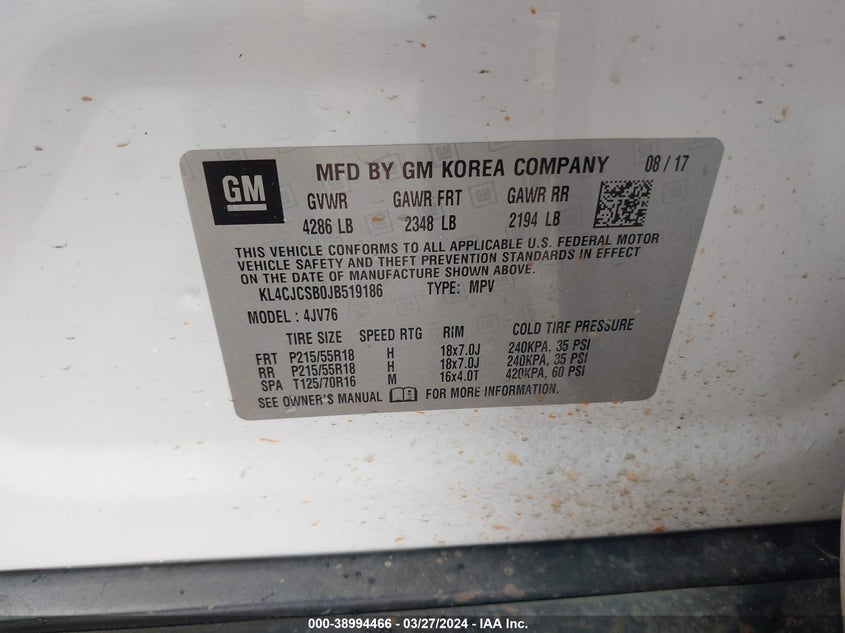 GM
MFD BY GM KOREA COMPANY 08/17
GVWR GAWR FRT GAWR RR
4286 LB 2348 LB 2194 LB
THIS VEHICLE CONFORMS TO ALL APPLICABLE U.S. FEDERAL MOTOR
VEHICLE SAFETY AND THEFT PREVENTION STANDARDS IN EFFECT
ON THE DATE OF MANUFACTURE SHOWN ABOVE.
KL4CJCSB0JB519186 TYPE: MPV
MODEL : 4JV76
TIRE SIZE SPEED RTG RIM COLD TIRE PRESSURE
FRT P215/55R18 H 18x7.0J 240KPA, 35 PSI
RR P215/55R18 H 18x7.0J 240KPA, 35 PSI
SPA T125/70R16 M 16x4.0T 420KPA, 60 PSI
SEE OWNER'S MANUAL FOR MORE INFORMATION.
000-38994466 - 03/27/2024 - IAA Inc.